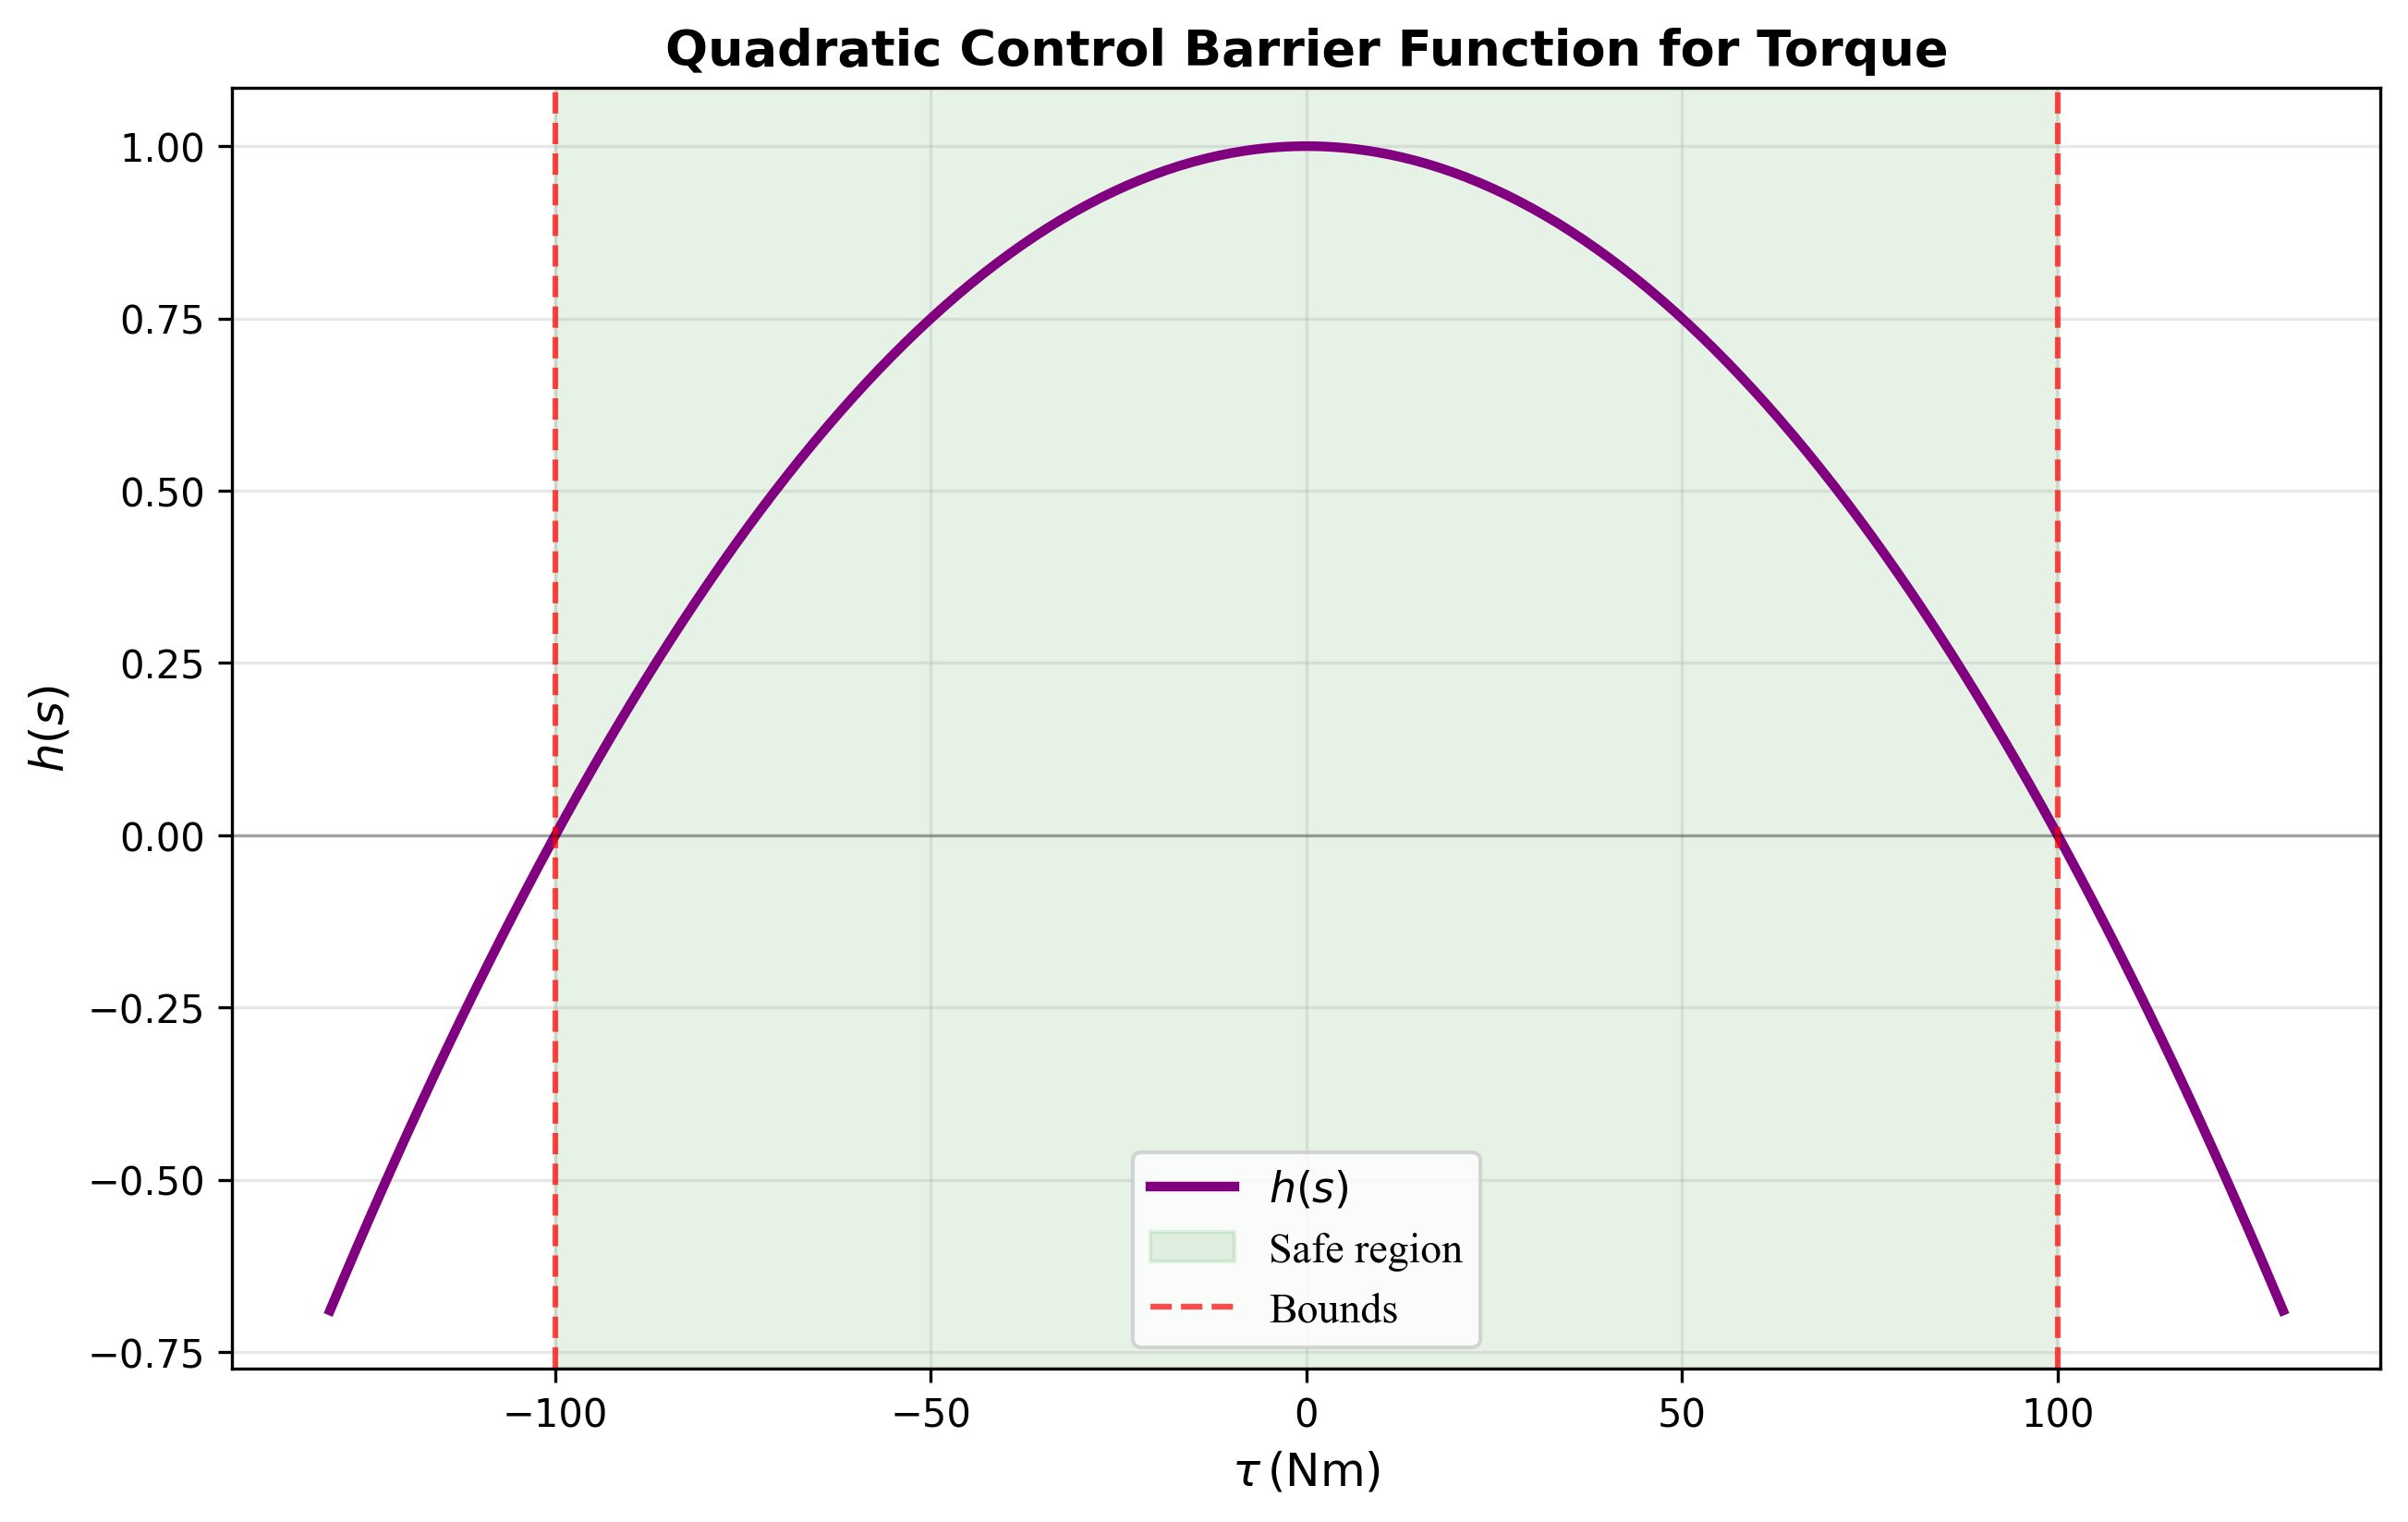 Quadratic Control Barrier Function for Torque
1.00
0.75
0.50
0.25
0.00
−0.25
−0.50
−0.75
h(s)
h(s)
Safe region
Bounds
−100 −50 0 50 100
τ (Nm)